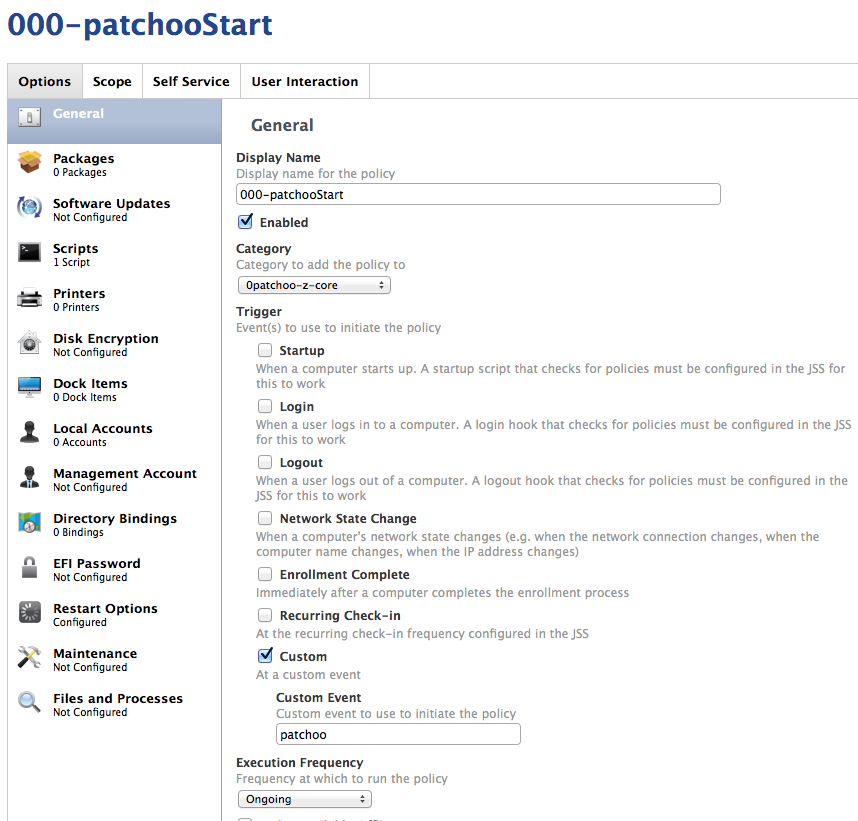 000-patchooStart
Options
Scope
Self Service
User Interaction
General
Packages
0 Packages
Software Updates
Not Configured
Scripts
1 Script
Printers
0 Printers
Disk Encryption
Not Configured
Dock Items
0 Dock Items
Local Accounts
0 Accounts
Management Account
Not Configured
Directory Bindings
0 Bindings
EFI Password
Not Configured
Restart Options
Configured
Maintenance
Not Configured
Files and Processes
Not Configured
General
Display Name
Display name for the policy
000-patchooStart
Enabled
Category
Category to add the policy to
0patchoo-z-core
Trigger
Event(s) to use to initiate the policy
Startup
When a computer starts up. A startup script that checks for policies must be configured in the JSS for
this to work
Login
When a user logs in to a computer. A login hook that checks for policies must be configured in the JSS
for this to work
Logout
When a user logs out of a computer. A logout hook that checks for policies must be configured in the
JSS for this to work
Network State Change
When a computer's network state changes (e.g. when the network connection changes, when the
computer name changes, when the IP address changes)
Enrollment Complete
Immediately after a computer completes the enrollment process
Recurring Check-in
At the recurring check-in frequency configured in the JSS
Custom
At a custom event
Custom Event
Custom event to use to initiate the policy
patchoo
Execution Frequency
Frequency at which to run the policy
Ongoing